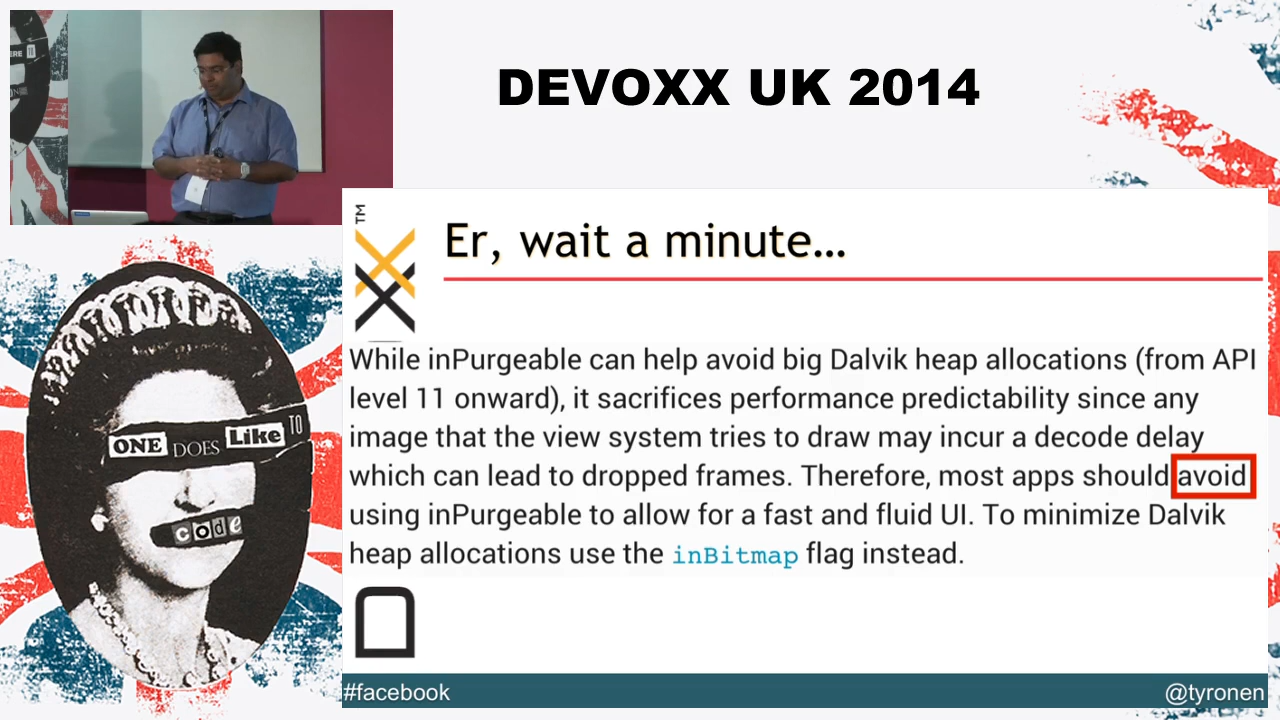 DEVOXX UK 2014
TM
Er, wait a minute...
While inPurgeable can help avoid big Dalvik heap allocations (from API
level 11 onward), it sacrifices performance predictability since any
image that the view system tries to draw may incur a decode delay
which can lead to dropped frames. Therefore, most apps should avoid
using inPurgeable to allow for a fast and fluid UI. To minimize Dalvik
heap allocations use the inBitmap flag instead.
ONE DOES Like TO
code
#facebook
@tyronen